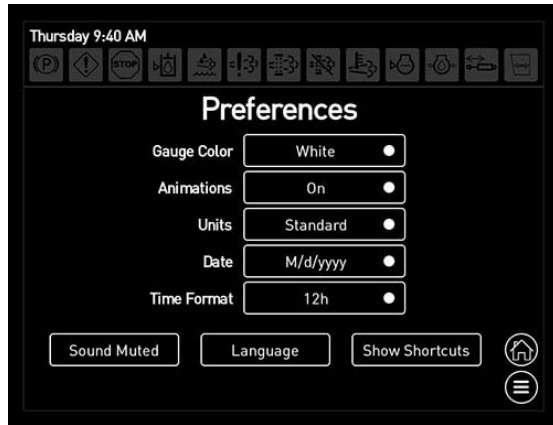 Thursday 9:40 AM
(P) STOP
Preferences
Gauge Color White
Animations On
Units Standard
Date M/d/yyyy
Time Format 12h
Sound Muted Language Show Shortcuts